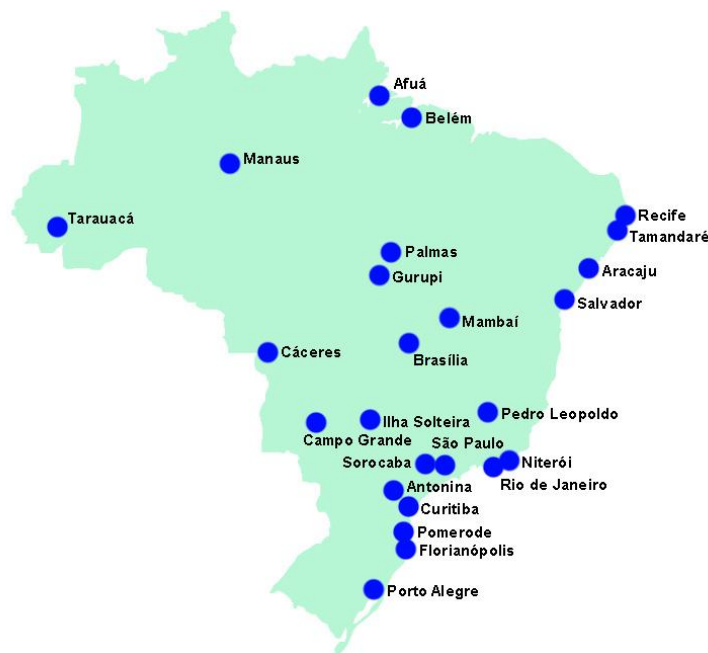 Afuá
Belém
Manaus
Tarauacá
Recife
Tamandaré
Palmas
Aracaju
Gurupi
Salvador
Mambaí
Cáceres
Brasília
Pedro Leopoldo
Ilha Solteira
Campo Grande
São Paulo
Sorocaba
Niterói
Rio de Janeiro
Antonina
Curitiba
Pomerode
Florianópolis
Porto Alegre